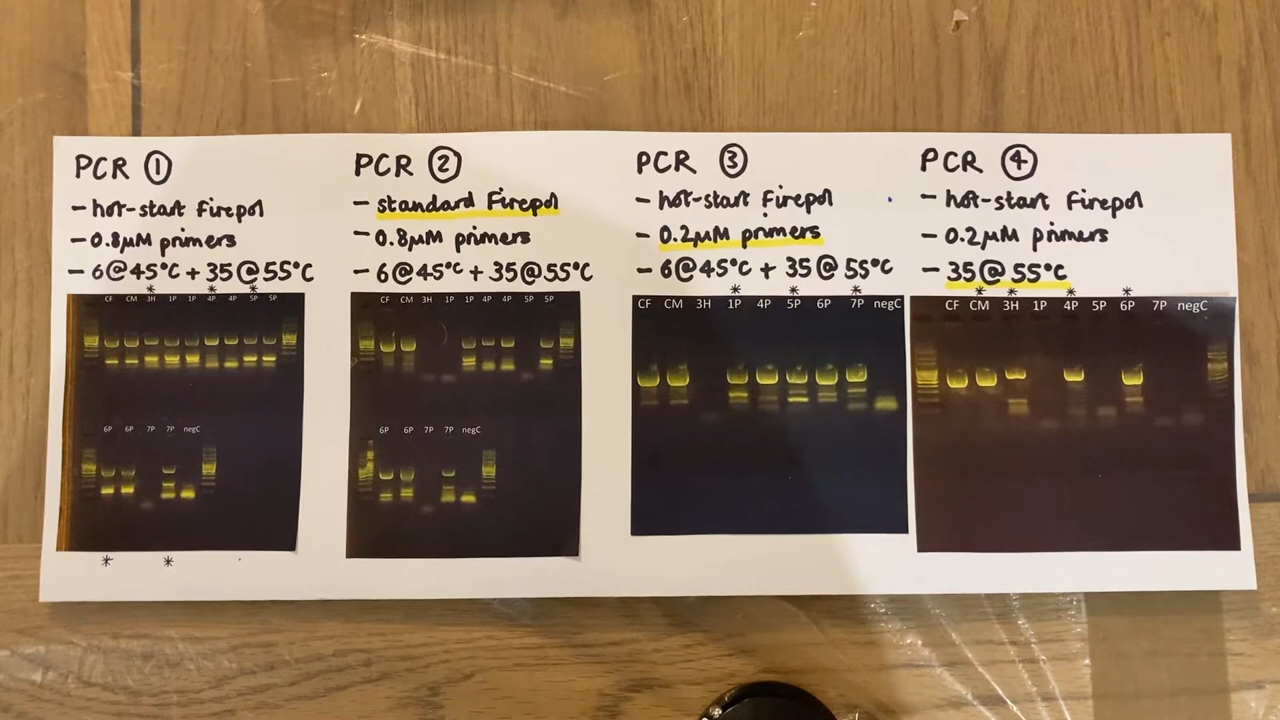 PCR ①
- hot-start Firepol
- 0.8µM primers
- 6@45°C + 35@55°C
* * *
CF CM 3H 1P 1P 4P 4P 5P 5P
6P 6P 7P 7P negC
* *
PCR ②
- standard Firepol
- 0.8µM primers
- 6@45°C + 35@55°C
CF CM 3H 1P 1P 4P 4P 5P 5P
6P 6P 7P 7P negC
PCR ③
- hot-start Firepol
- 0.2µM primers
- 6@45°C + 35@55°C
* * *
CF CM 3H 1P 4P 5P 6P 7P negC
PCR ④
- hot-start Firepol
- 0.2µM primers
- 35@55°C
* * * *
CF CM 3H 1P 4P 5P 6P 7P negC